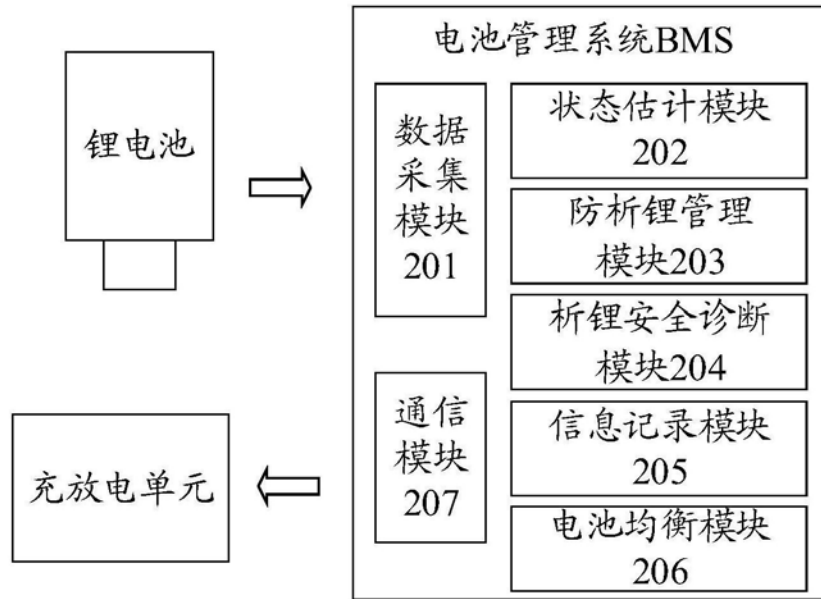 电池管理系统BMS
锂电池
数据
采集
模块
201
状态估计模块
202
防析锂管理
模块203
析锂安全诊断
模块204
通信
模块
207
信息记录模块
205
电池均衡模块
206
充放电单元